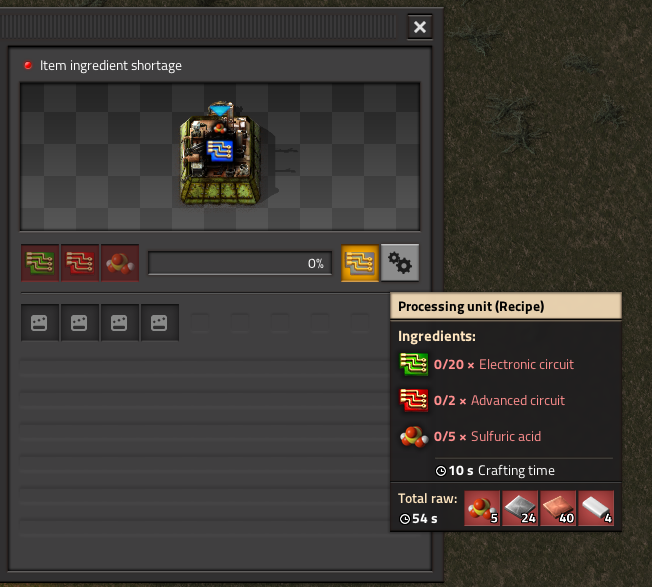 Item ingredient shortage
0%
Processing unit (Recipe)
Ingredients:
0/20 × Electronic circuit
0/2 × Advanced circuit
0/5 × Sulfuric acid
10 s Crafting time
Total raw:
54 s
5 24 40 4